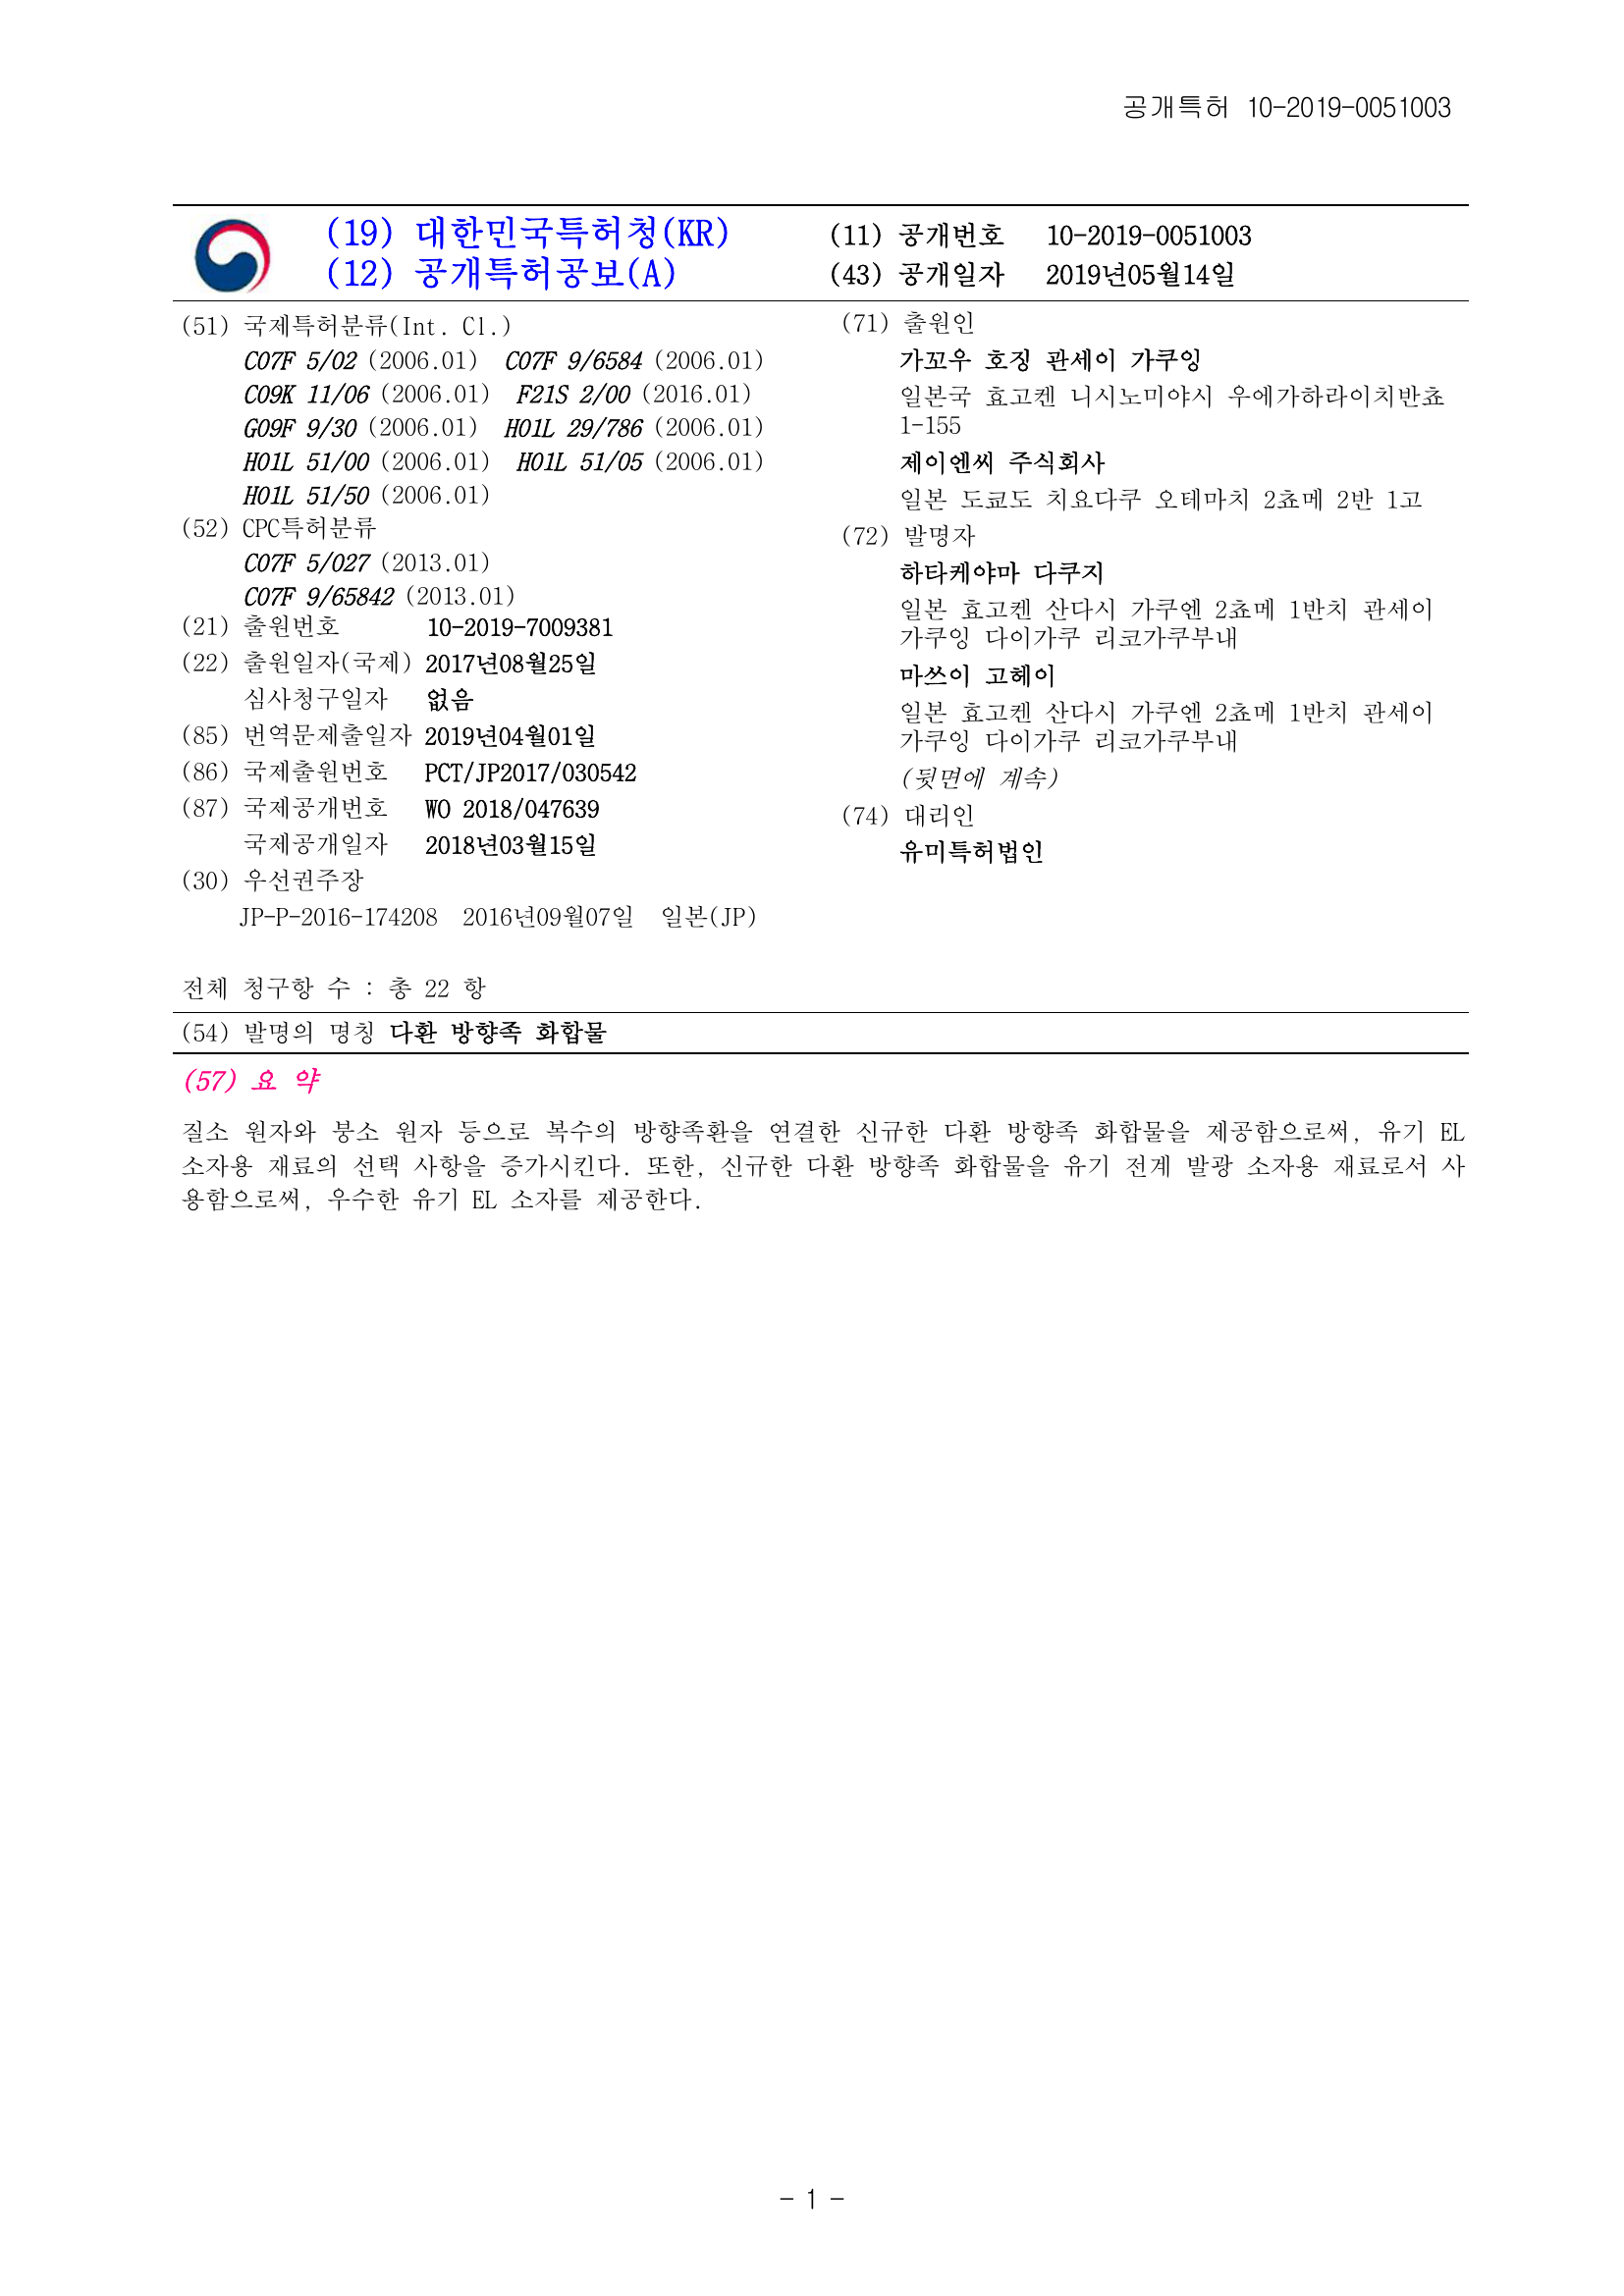 공개특허 10-2019-0051003
(19) 대한민국특허청(KR)
(12) 공개특허공보(A)
(11) 공개번호 10-2019-0051003
(43) 공개일자 2019년05월14일
(51) 국제특허분류(Int. Cl.)
C07F 5/02 (2006.01) C07F 9/6584 (2006.01)
C09K 11/06 (2006.01) F21S 2/00 (2016.01)
G09F 9/30 (2006.01) H01L 29/786 (2006.01)
H01L 51/00 (2006.01) H01L 51/05 (2006.01)
H01L 51/50 (2006.01)
(52) CPC특허분류
C07F 5/027 (2013.01)
C07F 9/65842 (2013.01)
(21) 출원번호 10-2019-7009381
(22) 출원일자(국제) 2017년08월25일
심사청구일자 없음
(85) 번역문제출일자 2019년04월01일
(86) 국제출원번호 PCT/JP2017/030542
(87) 국제공개번호 WO 2018/047639
국제공개일자 2018년03월15일
(30) 우선권주장
JP-P-2016-174208 2016년09월07일 일본(JP)
(71) 출원인
가꼬우 호징 관세이 가쿠잉
일본국 효고켄 니시노미야시 우에가하라이치반쵸
1-155
제이엔씨 주식회사
일본 도쿄도 치요다쿠 오테마치 2쵸메 2반 1고
(72) 발명자
하타케야마 다쿠지
일본 효고켄 산다시 가쿠엔 2쵸메 1반치 관세이
가쿠잉 다이가쿠 리코가쿠부내
마쓰이 고헤이
일본 효고켄 산다시 가쿠엔 2쵸메 1반치 관세이
가쿠잉 다이가쿠 리코가쿠부내
(뒷면에 계속)
(74) 대리인
유미특허법인
전체 청구항 수 : 총 22 항
(54) 발명의 명칭 다환 방향족 화합물
(57) 요 약
질소 원자와 붕소 원자 등으로 복수의 방향족환을 연결한 신규한 다환 방향족 화합물을 제공함으로써, 유기 EL
소자용 재료의 선택 사항을 증가시킨다. 또한, 신규한 다환 방향족 화합물을 유기 전계 발광 소자용 재료로서 사
용함으로써, 우수한 유기 EL 소자를 제공한다.
- 1 -